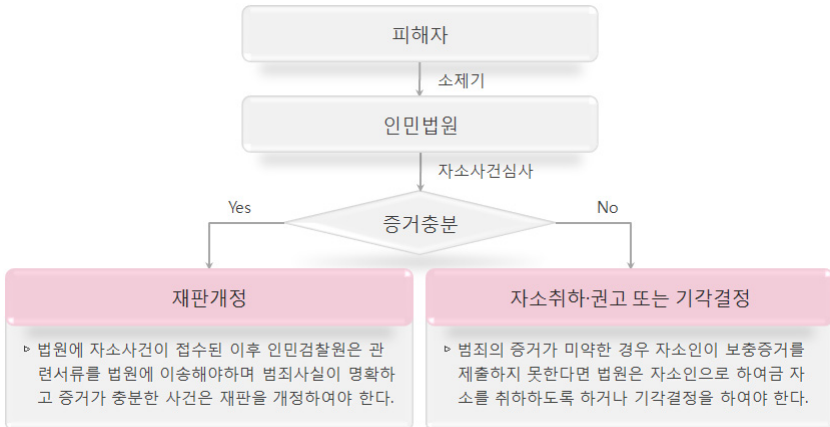 피해자
소제기
인민법원
자소사건심사
Yes
증거충분
No
재판개정
▹ 법원에 자소사건이 접수된 이후 인민검찰원은 관
련서류를 법원에 이송해야하며 범죄사실이 명확하
고 증거가 충분한 사건은 재판을 개정하여야 한다.
자소취하·권고 또는 기각결정
▹ 범죄의 증거가 미약한 경우 자소인이 보충증거를
제출하지 못한다면 법원은 자소인으로 하여금 자
소를 취하하도록 하거나 기각결정을 하여야 한다.